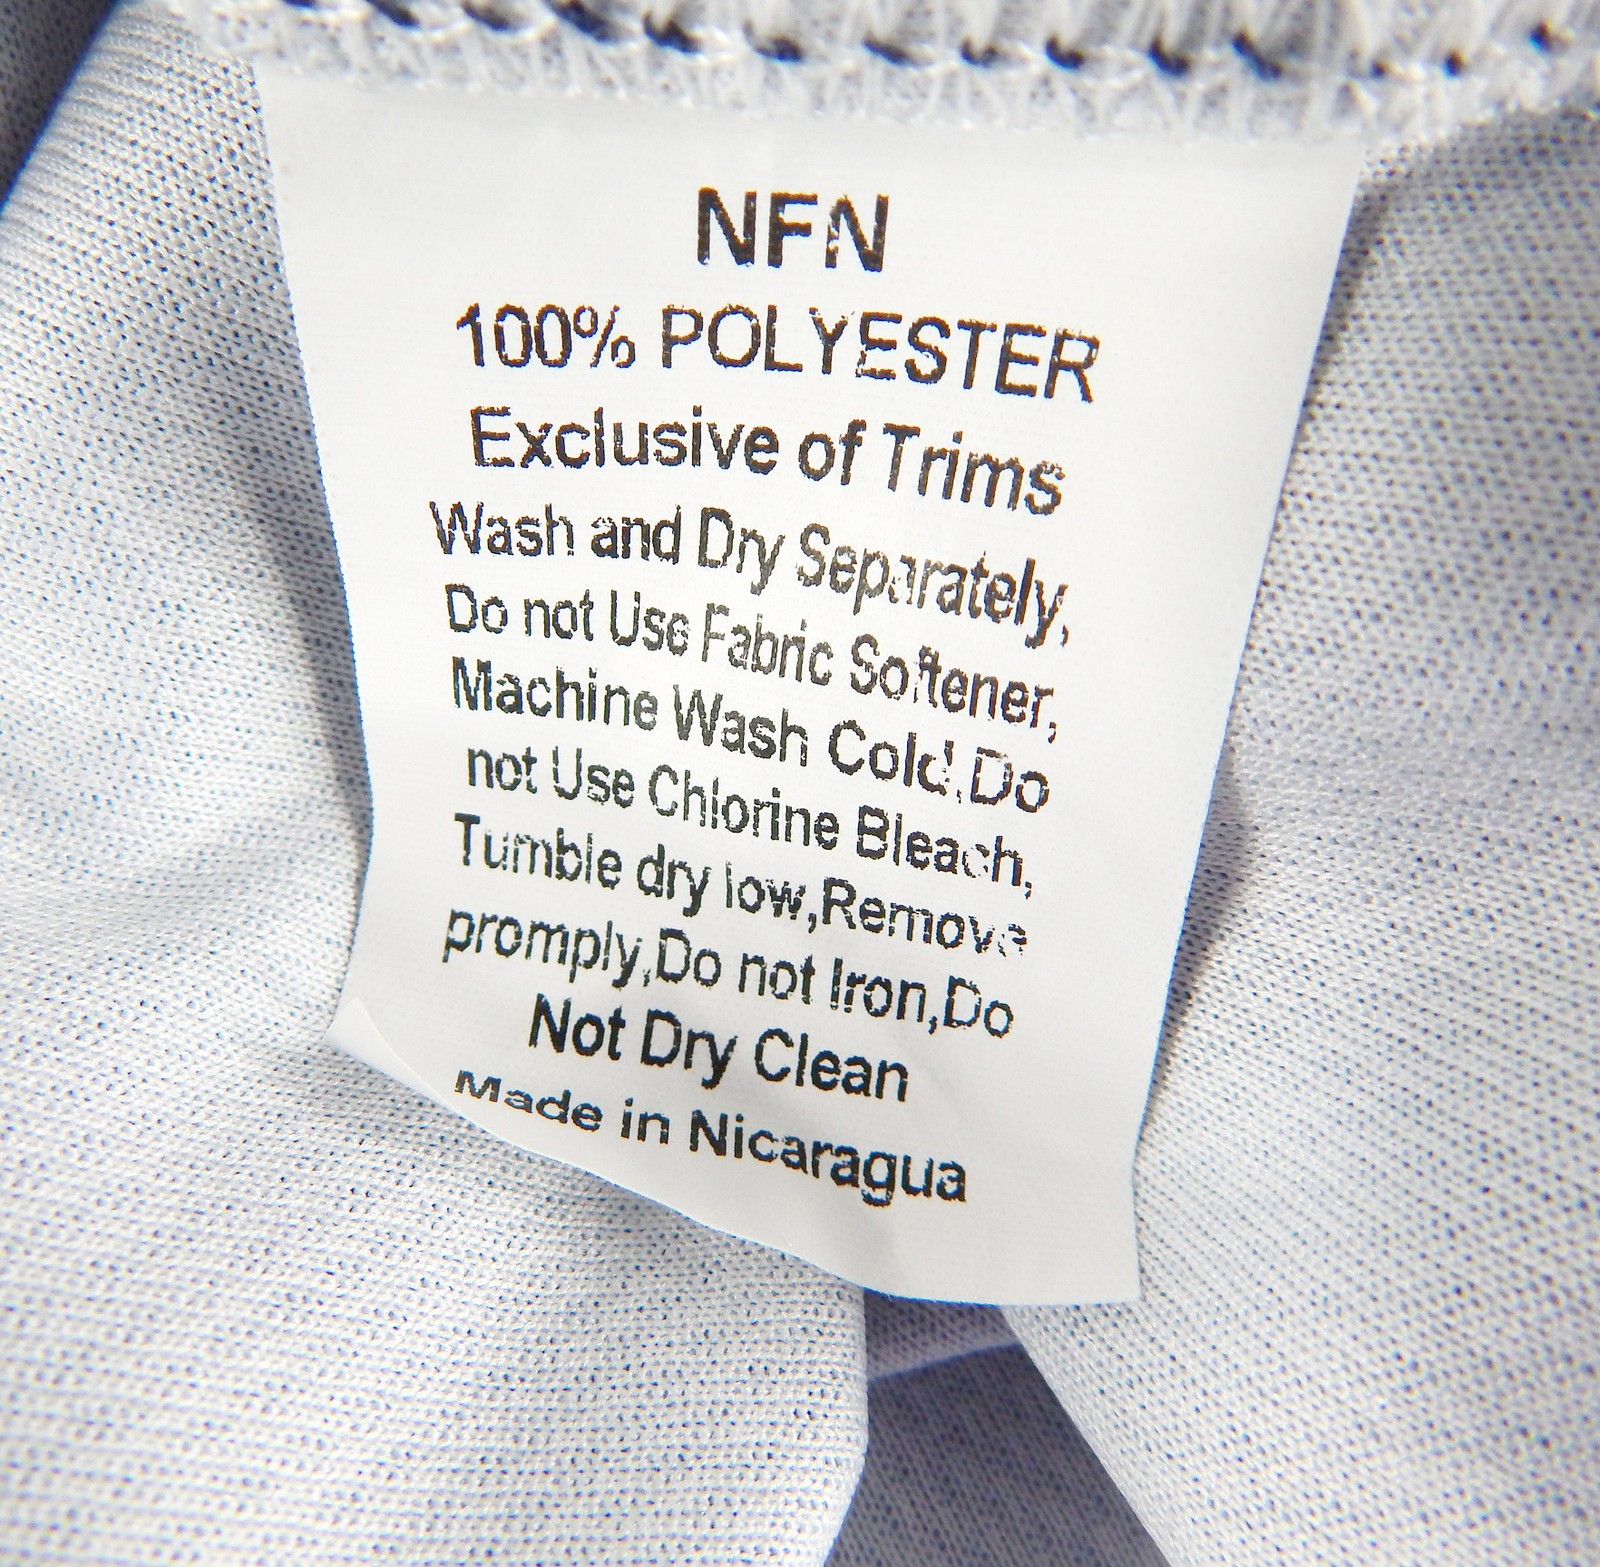 NFN
100% POLYESTER
Exclusive of Trims
Wash and Dry Separately,
Do not Use Fabric Softener,
Machine Wash Cold,Do
not Use Chlorine Bleach,
Tumble dry low,Remove
promply,Do not Iron,Do
Not Dry Clean
Made in Nicaragua